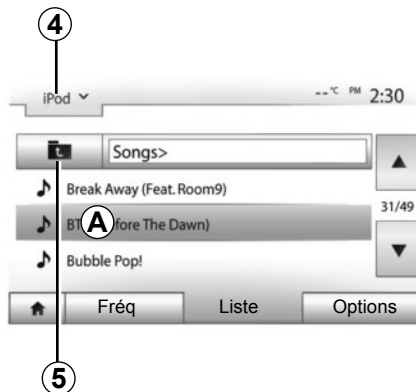 4
iPod --°C PM 2:30
Songs>
Break Away (Feat. Room9)
31/49
A fore The Dawn)
Bubble Pop!
Fréq Liste Options
5